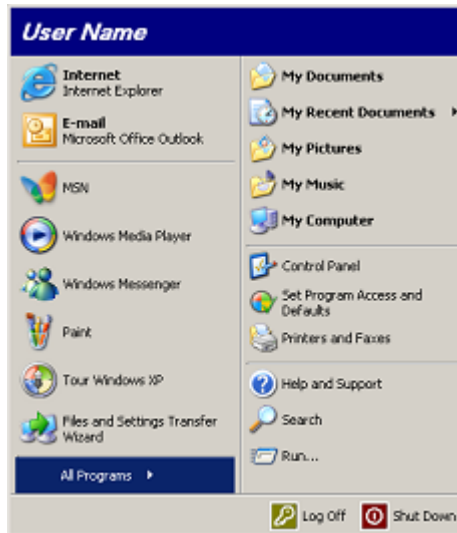 User Name
Internet
Internet Explorer
E-mail
Microsoft Office Outlook
MSN
Windows Media Player
Windows Messenger
Paint
Tour Windows XP
Files and Settings Transfer
Wizard
All Programs
My Documents
My Recent Documents
My Pictures
My Music
My Computer
Control Panel
Set Program Access and
Defaults
Printers and Faxes
Help and Support
Search
Run...
Log Off
Shut Down